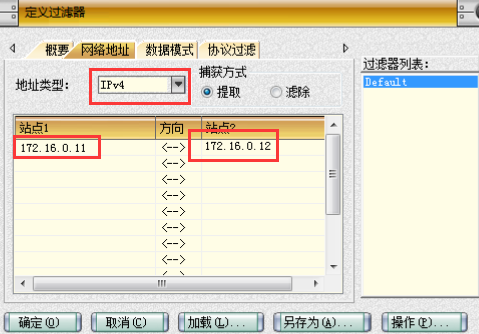 定义过滤器
概要 网络地址 数据模式 协议过滤
地址类型: IPv4
捕获方式
提取 滤除
过滤器列表:
Default
站点1 方向 站点2
172.16.0.11 <--> 172.16.0.12
<-->
<-->
<-->
<-->
<-->
<-->
<-->
确定(O) 取消(C) 加载(L)... 另存为(A)... 操作(P)...